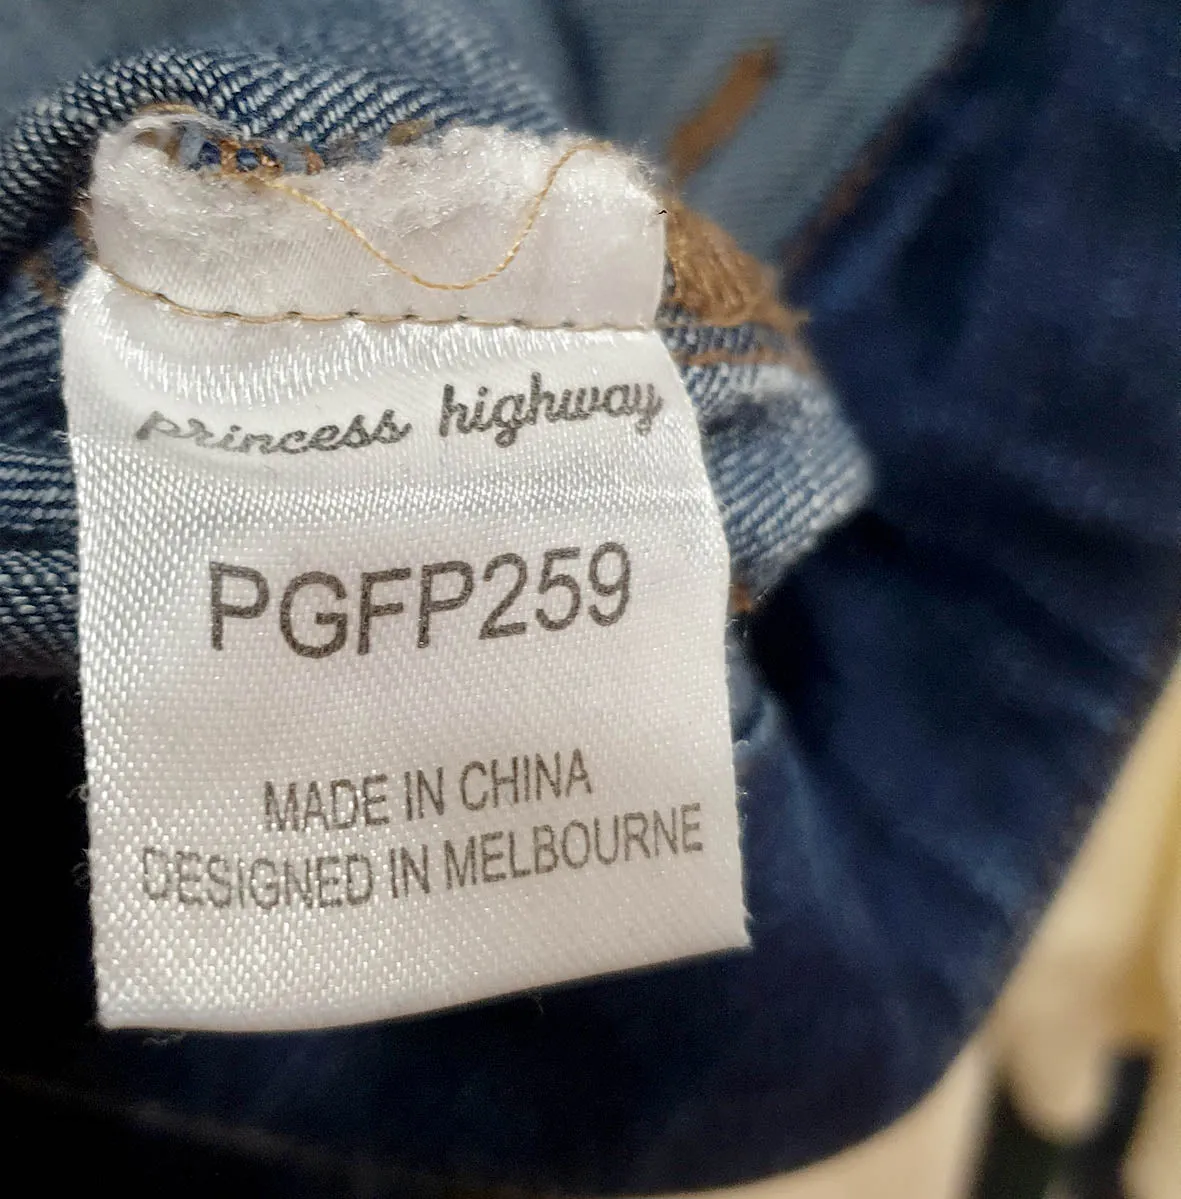 princess highway
PGFP259
MADE IN CHINA
DESIGNED IN MELBOURNE